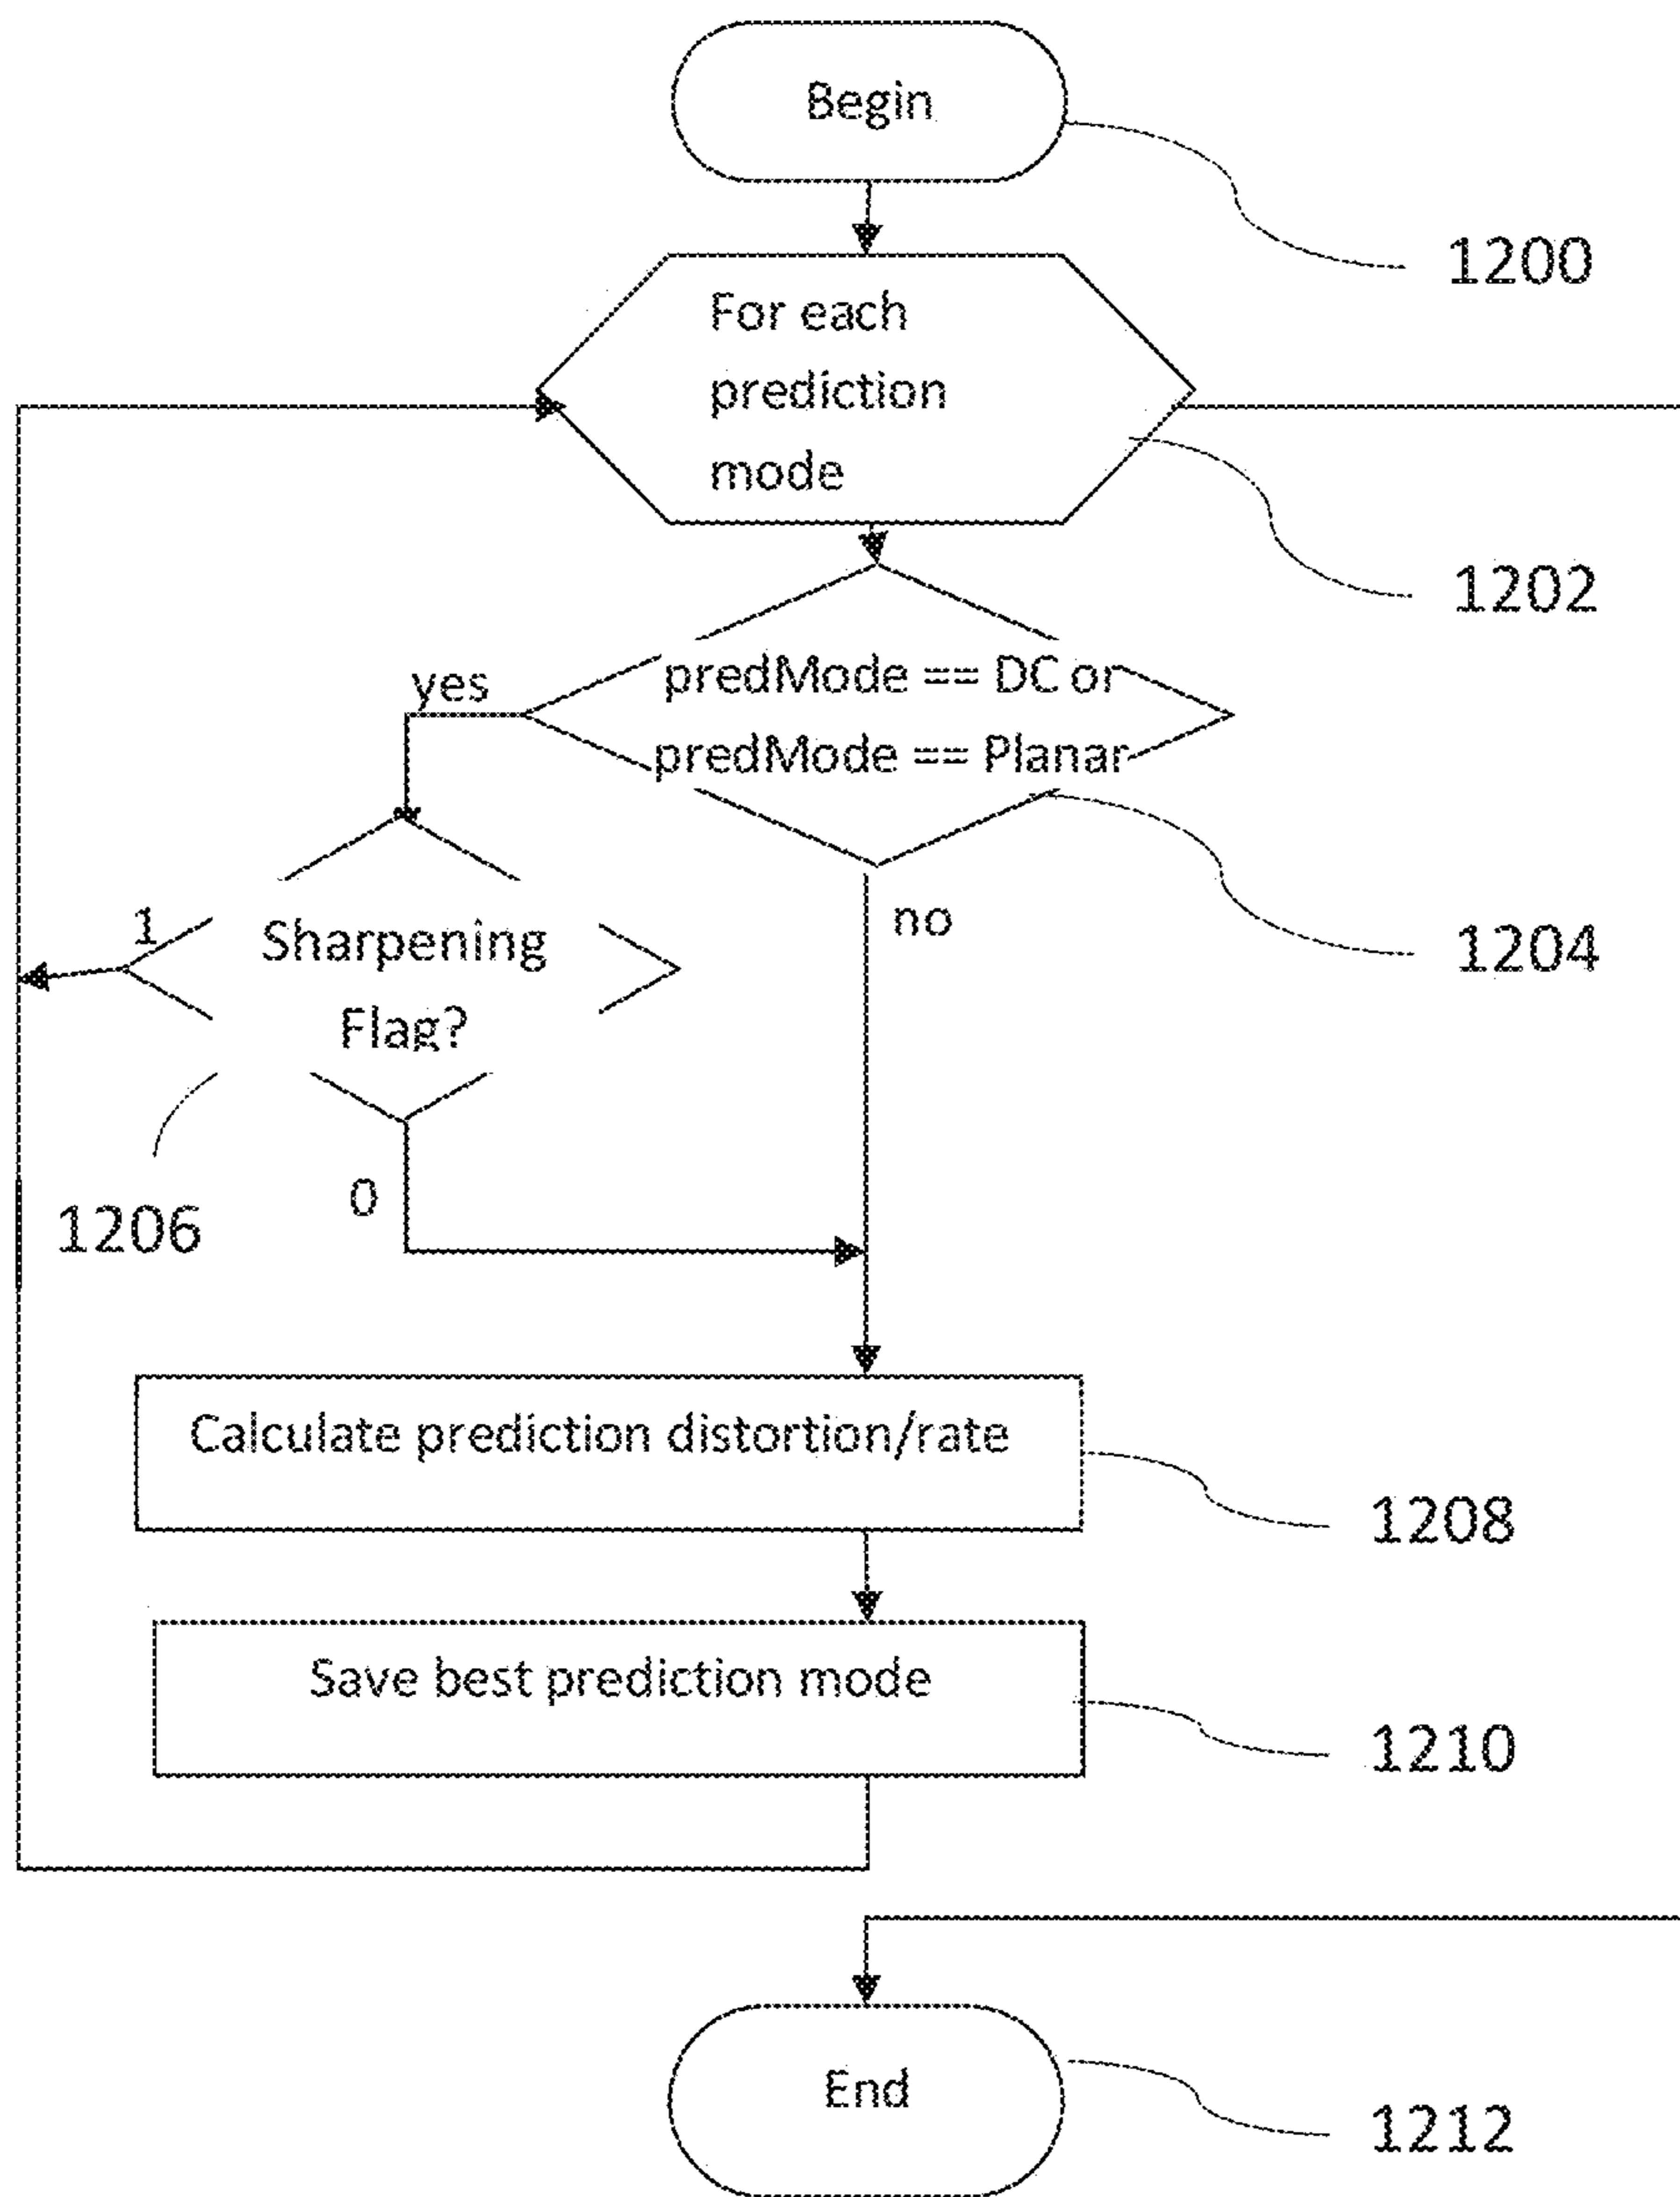 Begin
1200
For each
prediction
mode
1202
yes
predMode == DC or
predMode == Planar
1204
no
1
Sharpening
Flag?
1206
0
Calculate prediction distortion/rate
1208
Save best prediction mode
1210
End
1212